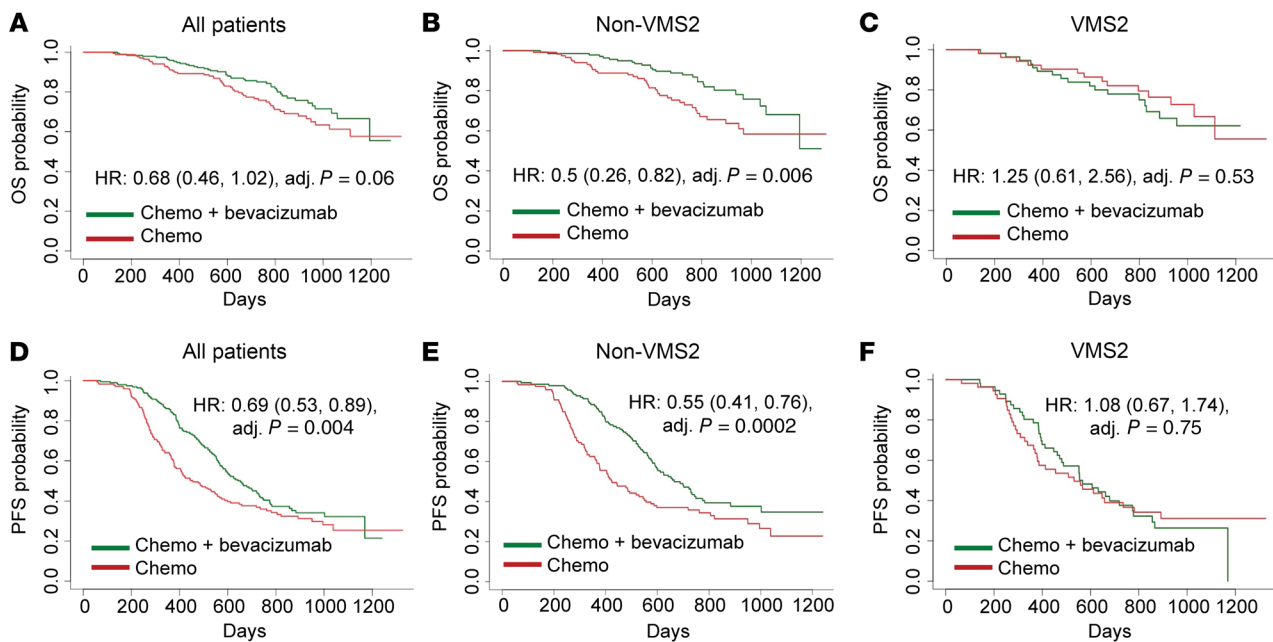 A
All patients
OS probability
1.0
0.8
0.6
0.4
0.2
0.0
HR: 0.68 (0.46, 1.02), adj. P = 0.06
Chemo + bevacizumab
Chemo
0 200 400 600 800 1000 1200
Days
B
Non-VMS2
OS probability
1.0
0.8
0.6
0.4
0.2
0.0
HR: 0.5 (0.26, 0.82), adj. P = 0.006
Chemo + bevacizumab
Chemo
0 200 400 600 800 1000 1200
Days
C
VMS2
OS probability
1.0
0.8
0.6
0.4
0.2
0.0
HR: 1.25 (0.61, 2.56), adj. P = 0.53
Chemo + bevacizumab
Chemo
0 200 400 600 800 1000 1200
Days
D
All patients
PFS probability
1.0
0.8
0.6
0.4
0.2
0.0
HR: 0.69 (0.53, 0.89),
adj. P = 0.004
Chemo + bevacizumab
Chemo
0 200 400 600 800 1000 1200
Days
E
Non-VMS2
PFS probability
1.0
0.8
0.6
0.4
0.2
0.0
HR: 0.55 (0.41, 0.76),
adj. P = 0.0002
Chemo + bevacizumab
Chemo
0 200 400 600 800 1000 1200
Days
F
VMS2
PFS probability
1.0
0.8
0.6
0.4
0.2
0.0
HR: 1.08 (0.67, 1.74),
adj. P = 0.75
Chemo + bevacizumab
Chemo
0 200 400 600 800 1000 1200
Days